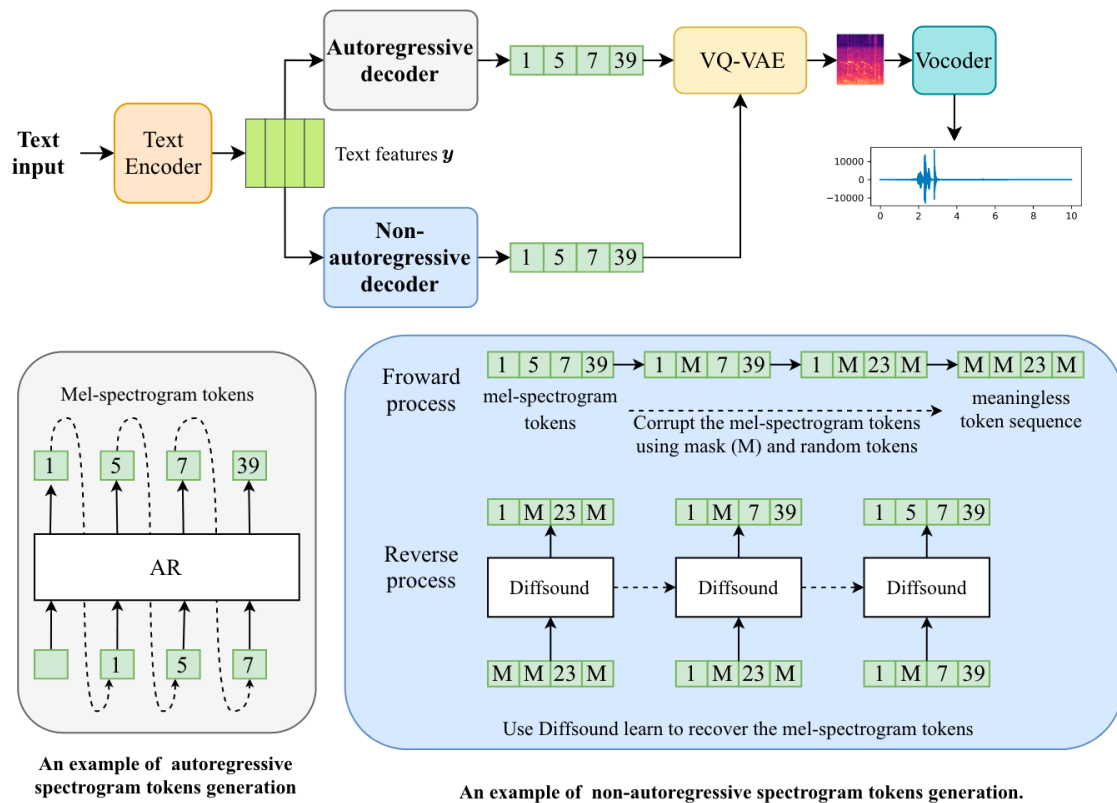 Text
input
Text
Encoder
Text features y
Autoregressive
decoder
1 5 7 39
VQ-VAE
Vocoder
10000
0
−10000
0 2 4 6 8 10
Non-
autoregressive
decoder
1 5 7 39
Mel-spectrogram tokens
1 5 7 39
AR
1 5 7
An example of autoregressive
spectrogram tokens generation
Froward
process
1 5 7 39
1 M 7 39
1 M 23 M
M M 23 M
mel-spectrogram
tokens
Corrupt the mel-spectrogram tokens
using mask (M) and random tokens
meaningless
token sequence
Reverse
process
1 M 23 M
1 M 7 39
1 5 7 39
Diffsound
Diffsound
Diffsound
M M 23 M
1 M 23 M
1 M 7 39
Use Diffsound learn to recover the mel-spectrogram tokens
An example of non-autoregressive spectrogram tokens generation.